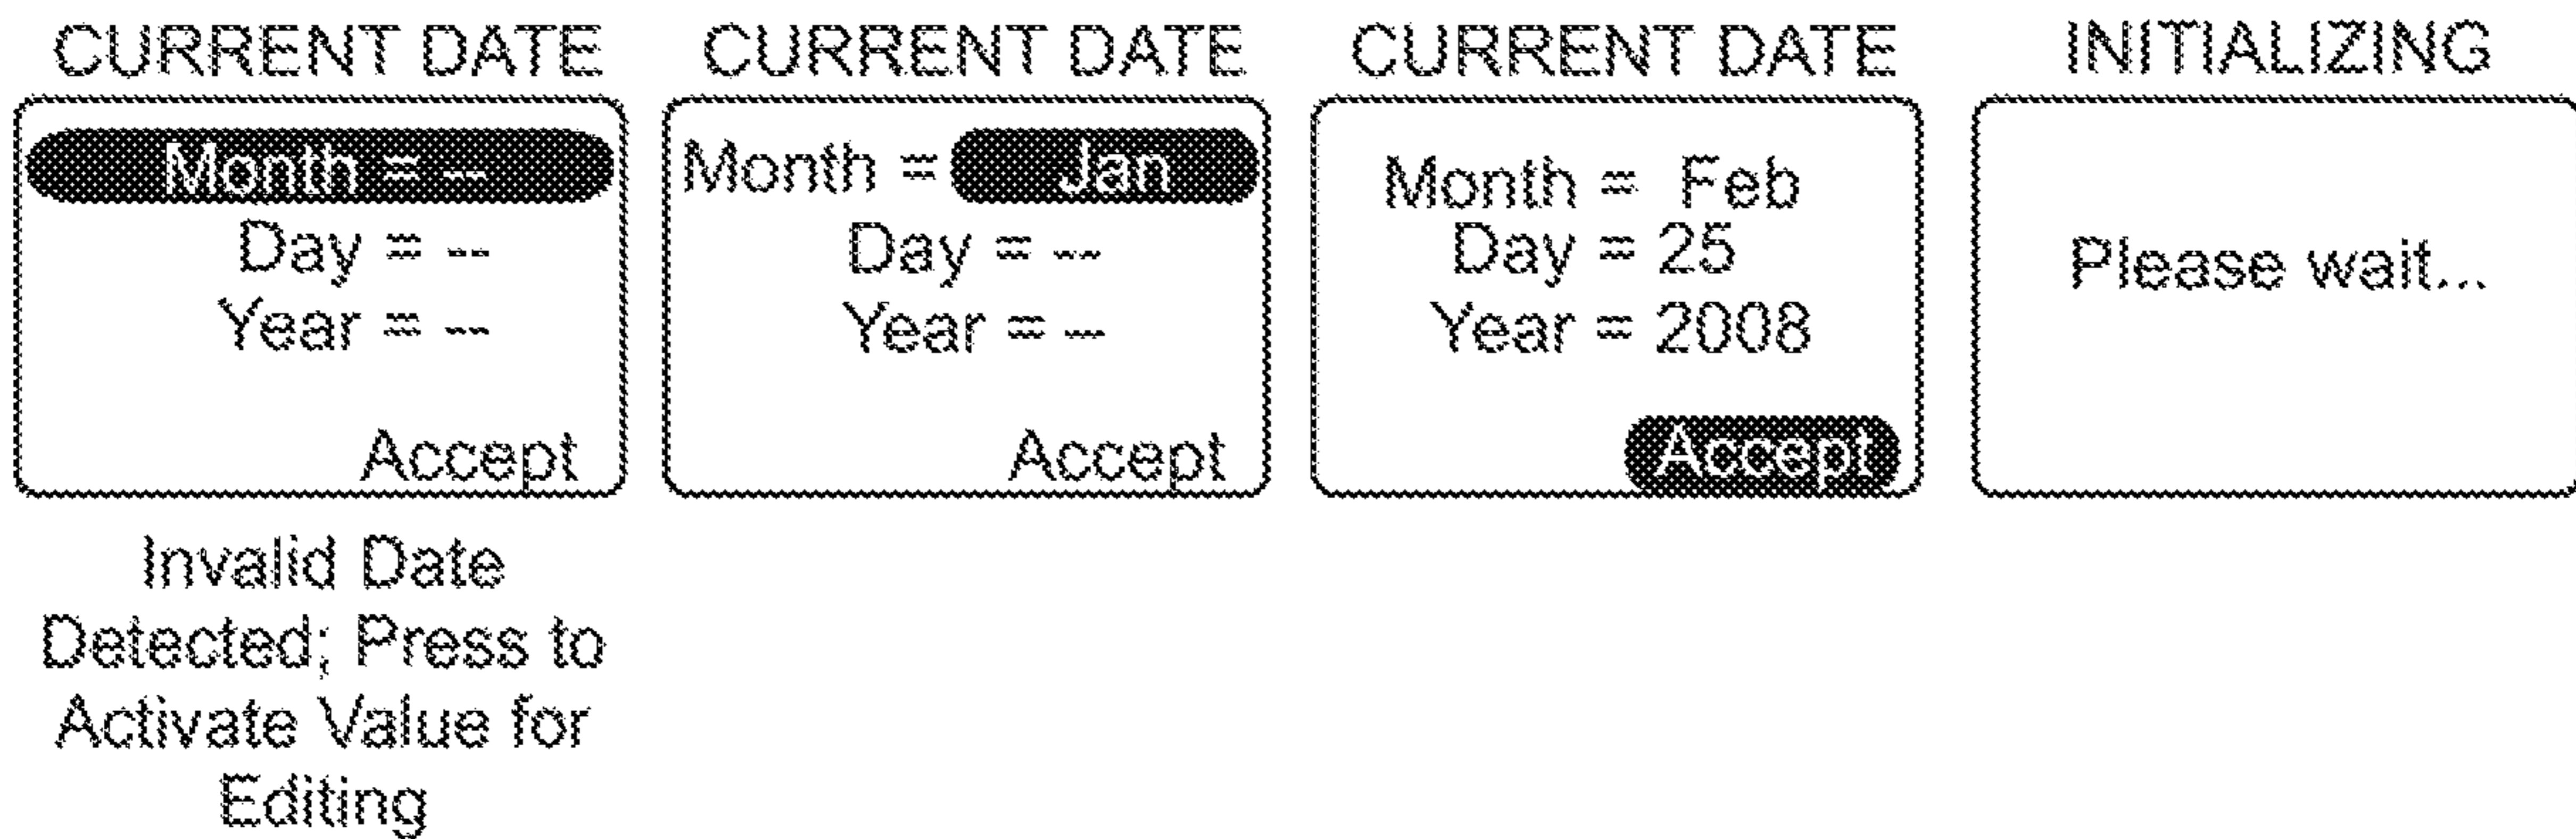 CURRENT DATE
Month = --
Day = --
Year = --
Accept
Invalid Date
Detected; Press to
Activate Value for
Editing
CURRENT DATE
Month = Jan
Day = --
Year = --
Accept
CURRENT DATE
Month = Feb
Day = 25
Year = 2008
Accept
INITIALIZING
Please wait...